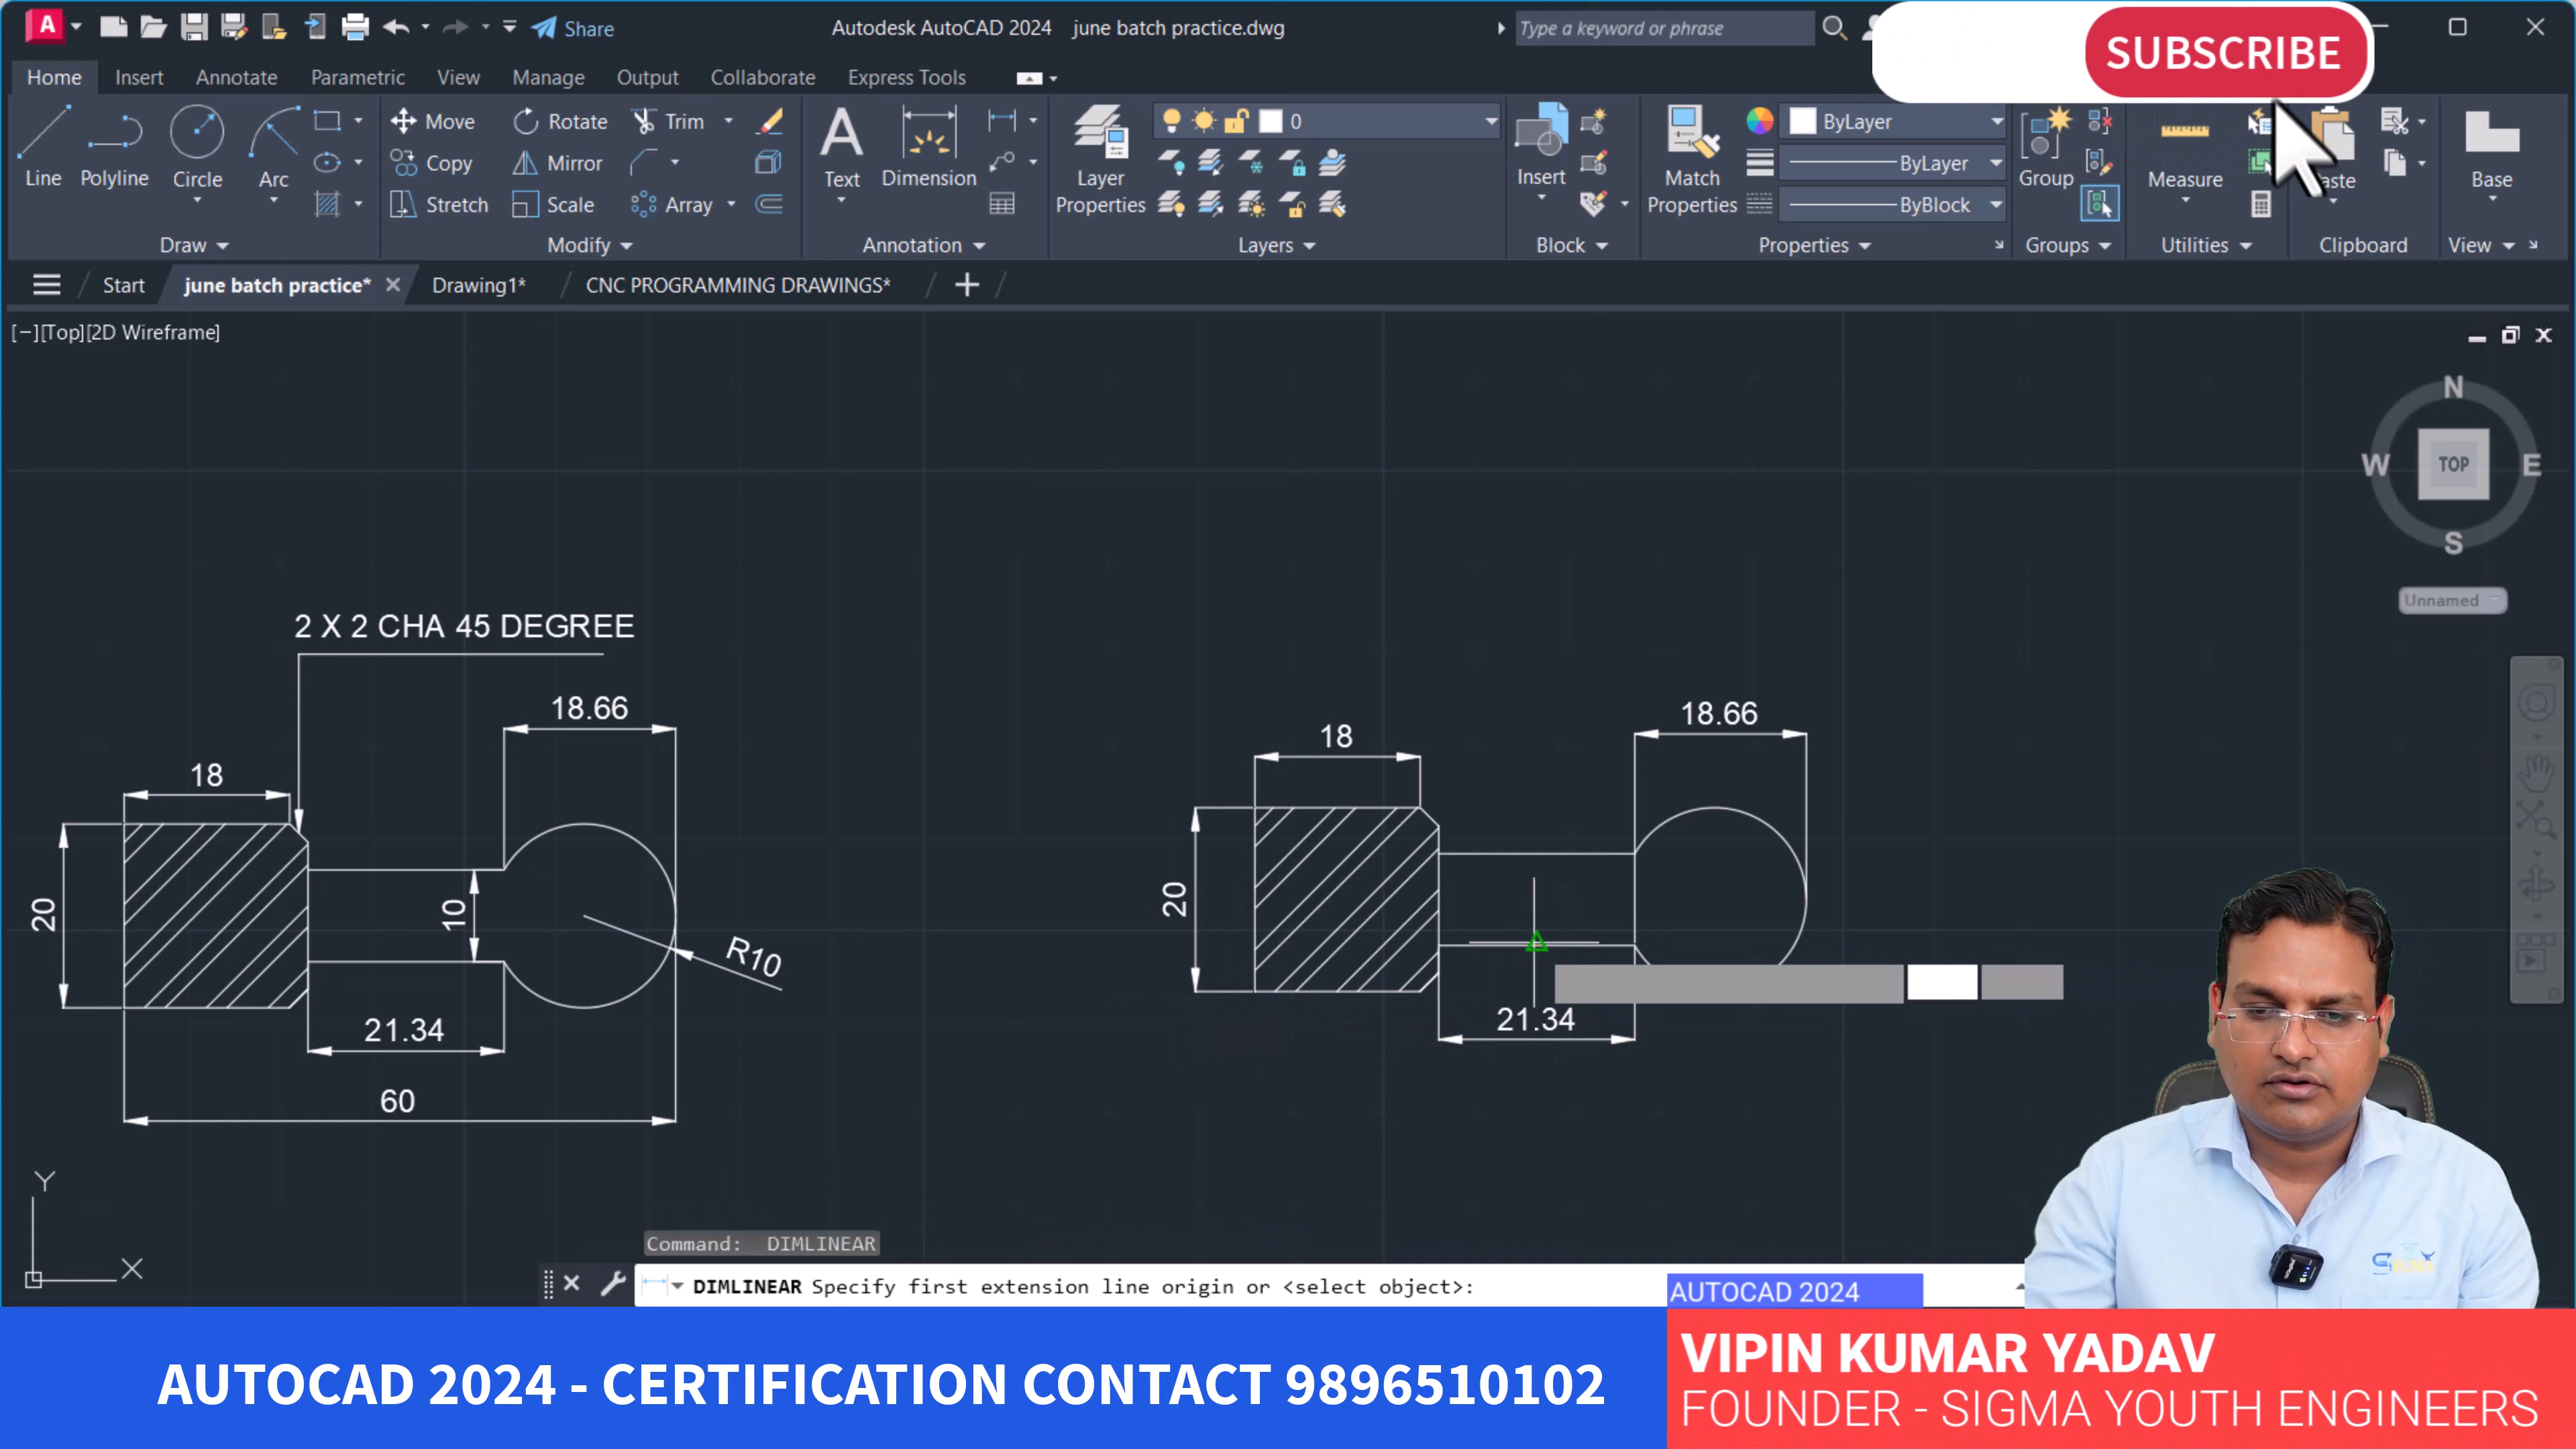 A
Share
Autodesk AutoCAD 2024 june batch practice.dwg
Type a keyword or phrase
SUBSCRIBE
Home Insert Annotate Parametric View Manage Output Collaborate Express Tools
Line Polyline Circle Arc
Move Rotate Trim
Copy Mirror
Stretch Scale Array
Text Dimension
Layer Properties
0
Insert
Match Properties
ByLayer
ByLayer
ByBlock
Group
Measure
Base
Draw Modify Annotation Layers Block Properties Groups Utilities Clipboard View
Start june batch practice* Drawing1* CNC PROGRAMMING DRAWINGS*
[−][Top][2D Wireframe]
N
W TOP E
S
Unnamed
2 X 2 CHA 45 DEGREE
18.66
18
20
10
R10
21.34
60
18.66
18
20
21.34
Y
X
Command: DIMLINEAR
DIMLINEAR Specify first extension line origin or <select object>:
AUTOCAD 2024
AUTOCAD 2024 - CERTIFICATION CONTACT 9896510102
VIPIN KUMAR YADAV
FOUNDER - SIGMA YOUTH ENGINEERS